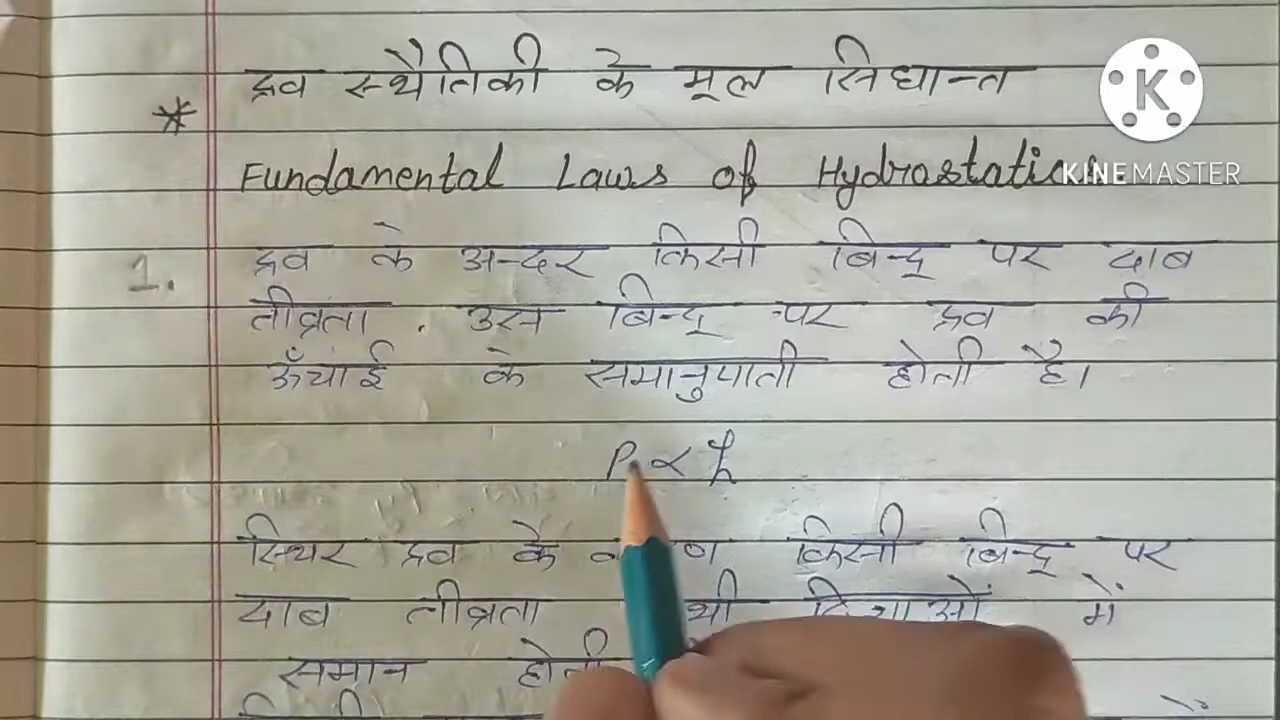 द्रव स्थैतिकी के मूल सिधान्त
*
K
Fundamental Laws of Hydrostatics
KINEMASTER
1. द्रव के अन्दर किसी बिन्दू पर दाब
तीव्रता . उस बिन्दू पर द्रव की
ऊँचाई के समानुपाती होती है।
P ∝ h
स्थिर द्रव के किसी बिन्दू पर
दाब तीव्रता में
समान